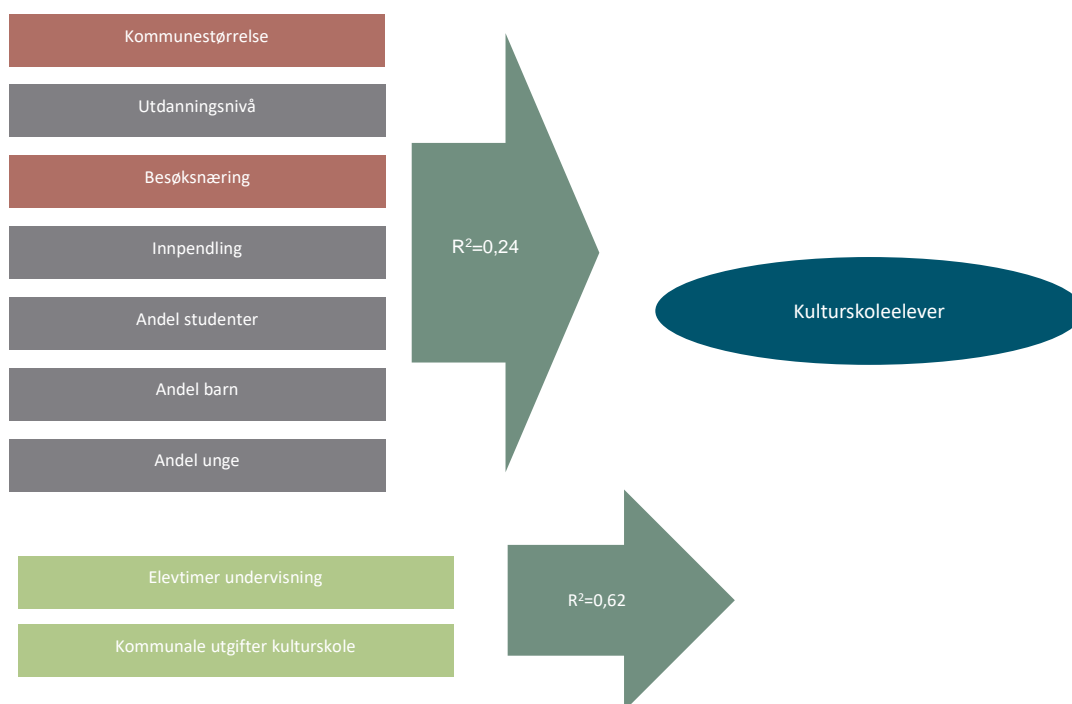 Kommunestørrelse
Utdanningsnivå
Besøksnæring
Innpendling
Andel studenter
Andel barn
Andel unge
R²=0,24
Kulturskoleelever
Elevtimer undervisning
Kommunale utgifter kulturskole
R²=0,62